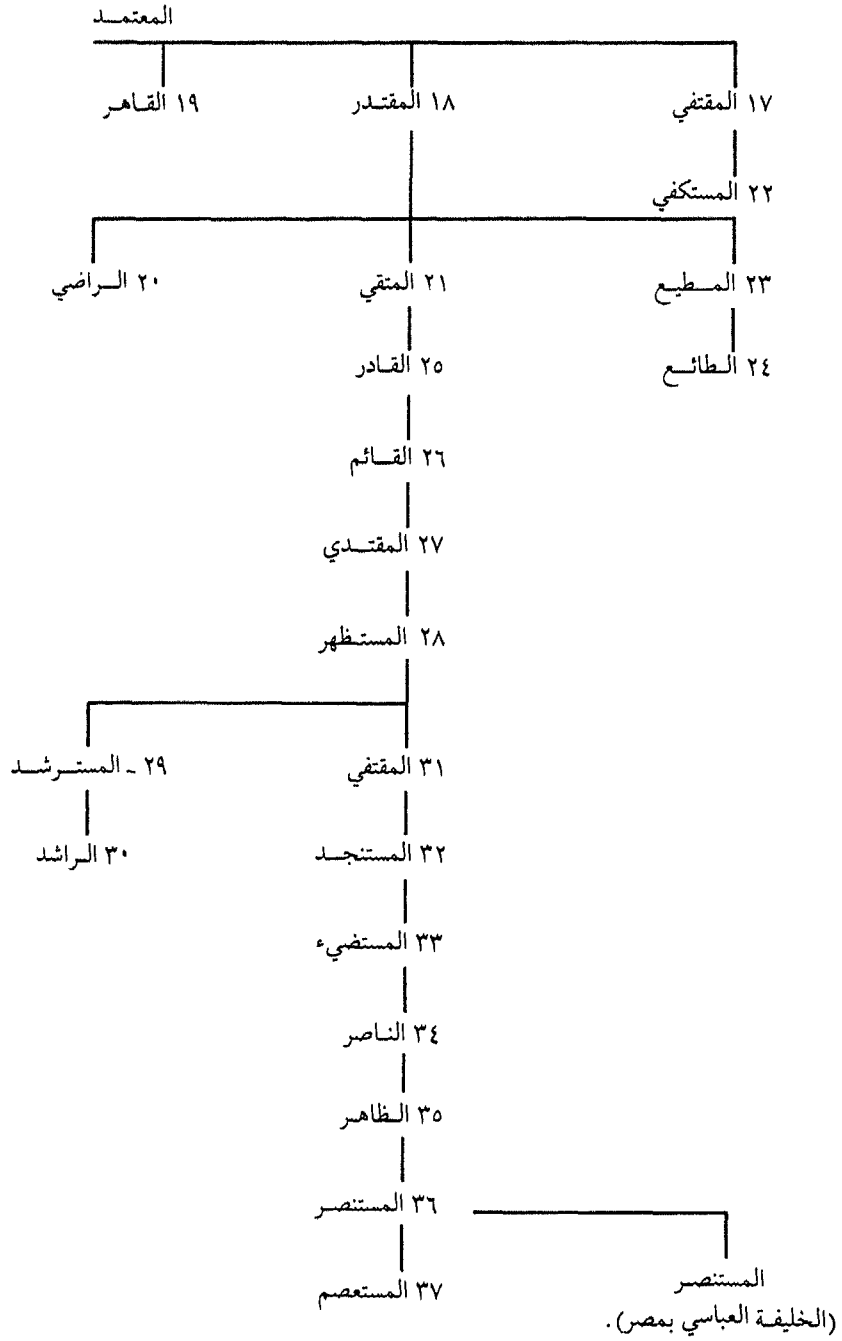 المعتمد
١٧ المقتفي
١٨ المقتدر
١٩ القاهر
٢٢ المستكفي
٢٣ المطيع
٢١ المتقي
٢٠ الراضي
٢٤ الطائع
٢٥ القادر
٢٦ القائم
٢٧ المقتدي
٢٨ المستظهر
٣١ المقتفي
٢٩ - المسترشد
٣٢ المستنجد
٣٠ الراشد
٣٣ المستضيء
٣٤ الناصر
٣٥ الظاهر
٣٦ المستنصر
المستنصر
٣٧ المستعصم
(الخليفة العباسي بمصر).